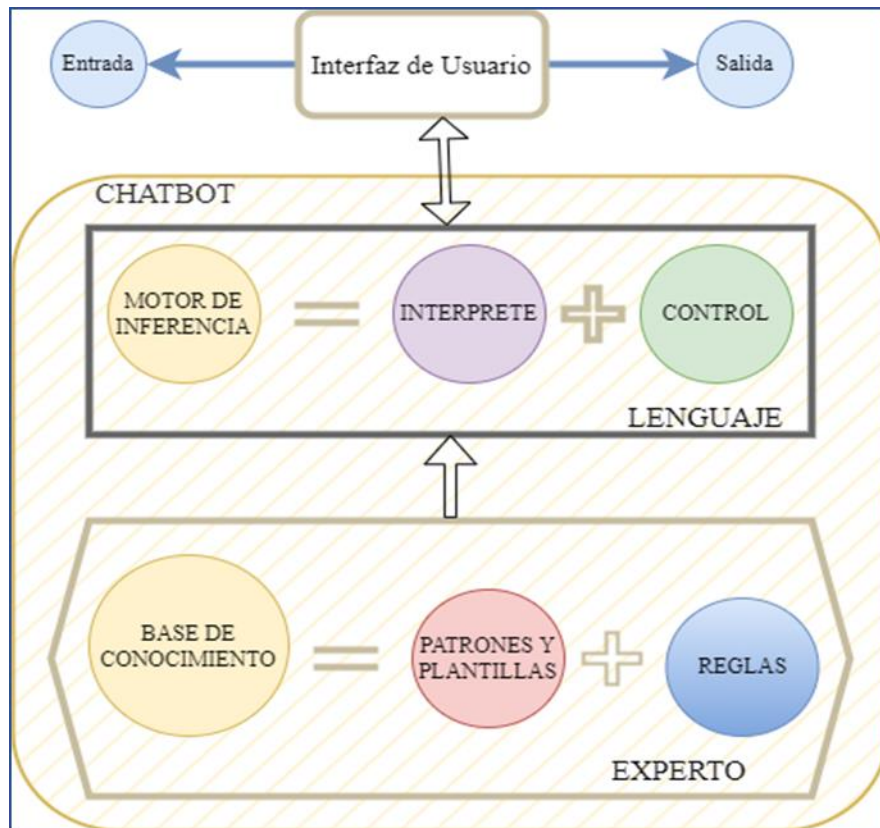 Entrada
Interfaz de Usuario
Salida
CHATBOT
MOTOR DE
INFERENCIA
INTERPRETE
CONTROL
LENGUAJE
BASE DE
CONOCIMIENTO
PATRONES Y
PLANTILLAS
REGLAS
EXPERTO